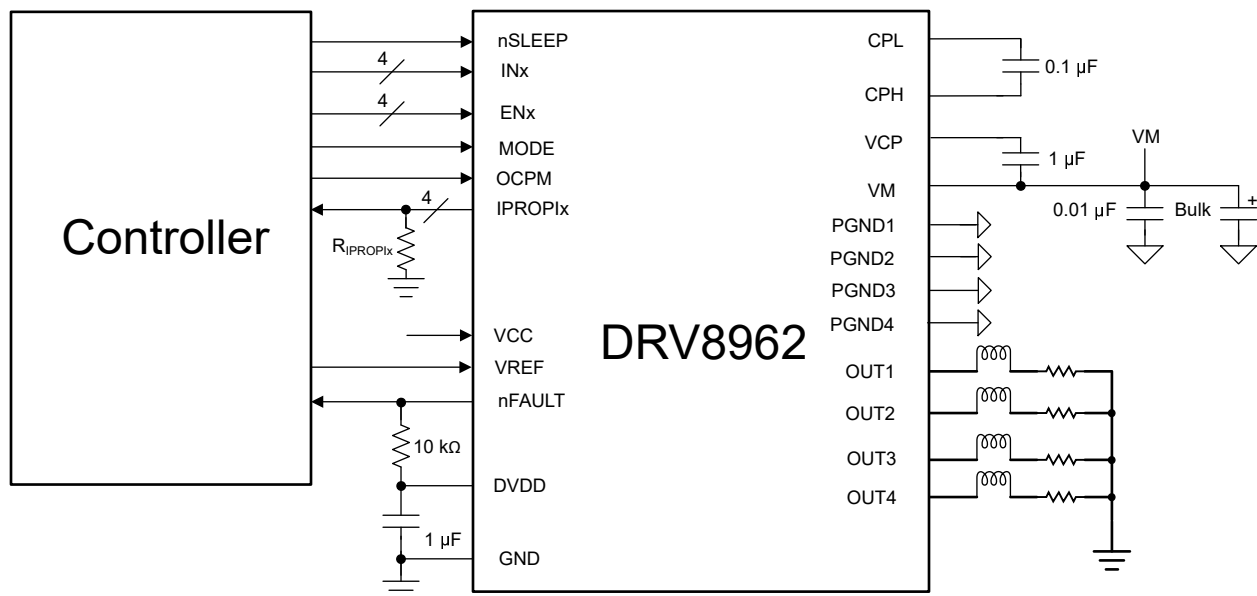 Controller
nSLEEP
4
INx
4
ENx
MODE
OCPM
4
IPROPIx
RIPROPIx
VCC
VREF
nFAULT
10 kΩ
DVDD
1 µF
GND
DRV8962
CPL
0.1 µF
CPH
VCP
1 µF
VM
VM
0.01 µF
Bulk
+
PGND1
PGND2
PGND3
PGND4
OUT1
OUT2
OUT3
OUT4